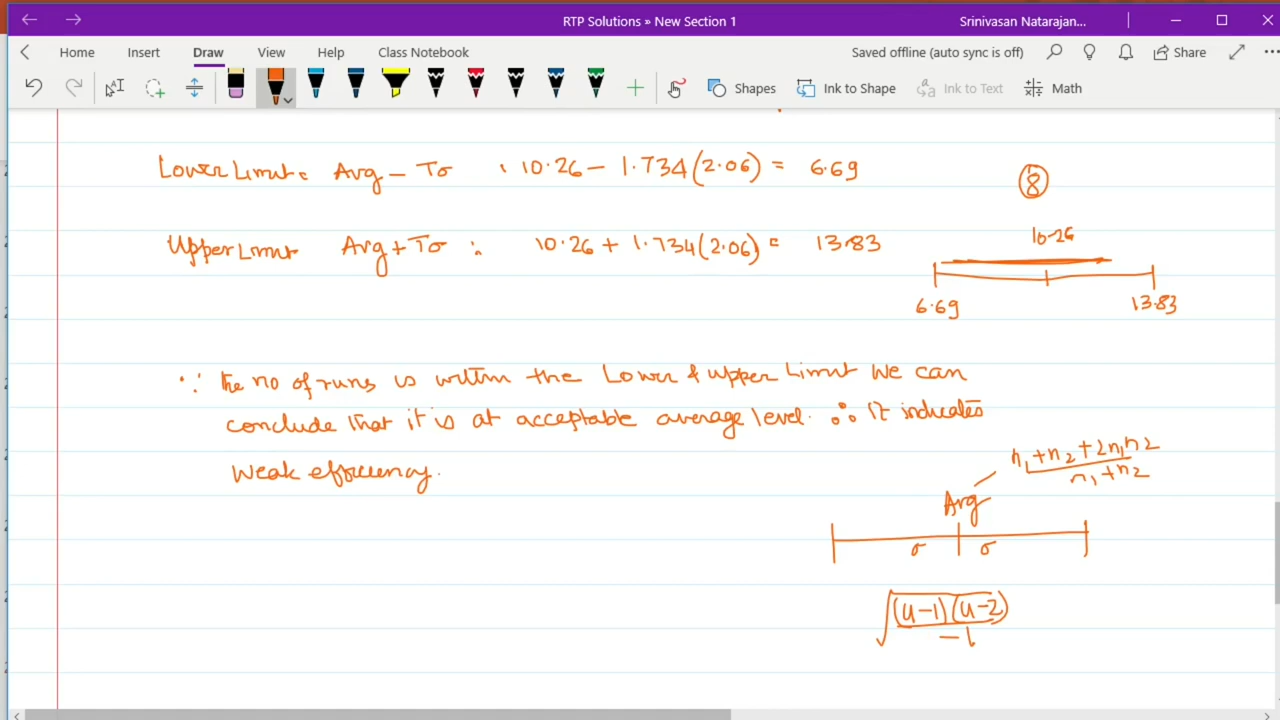 RTP Solutions » New Section 1
Srinivasan Natarajan...
Home Insert Draw View Help Class Notebook
Saved offline (auto sync is off)
Share
Shapes
Ink to Shape
Ink to Text
Math
Lower Limit = Avg - Tσ : 10.26 - 1.734(2.06) = 6.69
8
Upper Limit Avg + Tσ : 10.26 + 1.734(2.06) = 13.83
10.26
6.69
13.83
∵ the no of runs is within the Lower & upper Limit we can
conclude that it is at acceptable average level. ∴ It indicates
weak efficiency.
n1+n2+2n1n2
n1+n2
Avg
σ σ
√(u-1)(u-2)
-1